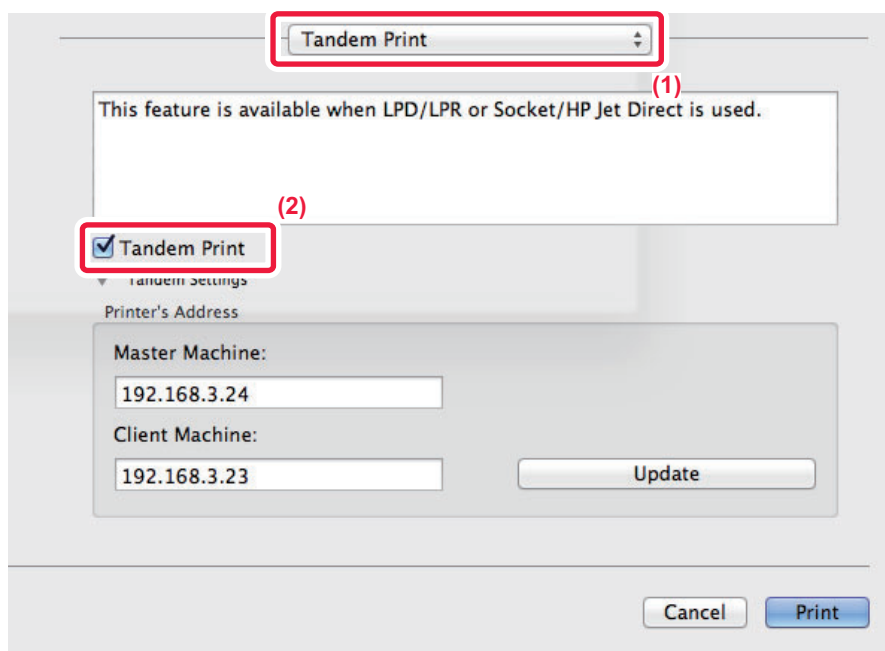 Tandem Print
(1)
This feature is available when LPD/LPR or Socket/HP Jet Direct is used.
(2)
Tandem Print
Tandem Settings
Printer's Address
Master Machine:
192.168.3.24
Client Machine:
192.168.3.23
Update
Cancel
Print